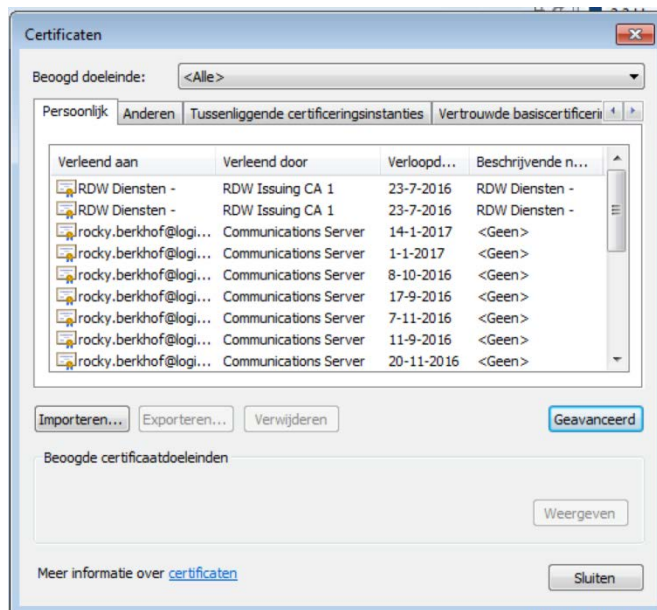 Certificaten
Beoogd doeleinde: <Alle>
Persoonlijk Anderen Tussenliggende certificeringsinstanties Vertrouwde basiscertificerin
Verleend aan Verleend door Verloopd... Beschrijvende n...
RDW Diensten - RDW Issuing CA 1 23-7-2016 RDW Diensten -
RDW Diensten - RDW Issuing CA 1 23-7-2016 RDW Diensten -
rocky.berkhof@logi... Communications Server 14-1-2017 <Geen>
rocky.berkhof@logi... Communications Server 1-1-2017 <Geen>
rocky.berkhof@logi... Communications Server 8-10-2016 <Geen>
rocky.berkhof@logi... Communications Server 17-9-2016 <Geen>
rocky.berkhof@logi... Communications Server 7-11-2016 <Geen>
rocky.berkhof@logi... Communications Server 11-9-2016 <Geen>
rocky.berkhof@logi... Communications Server 20-11-2016 <Geen>
Importeren... Exporteren... Verwijderen Geavanceerd
Beoogde certificaatdoeleinden
Weergeven
Meer informatie over certificaten
Sluiten